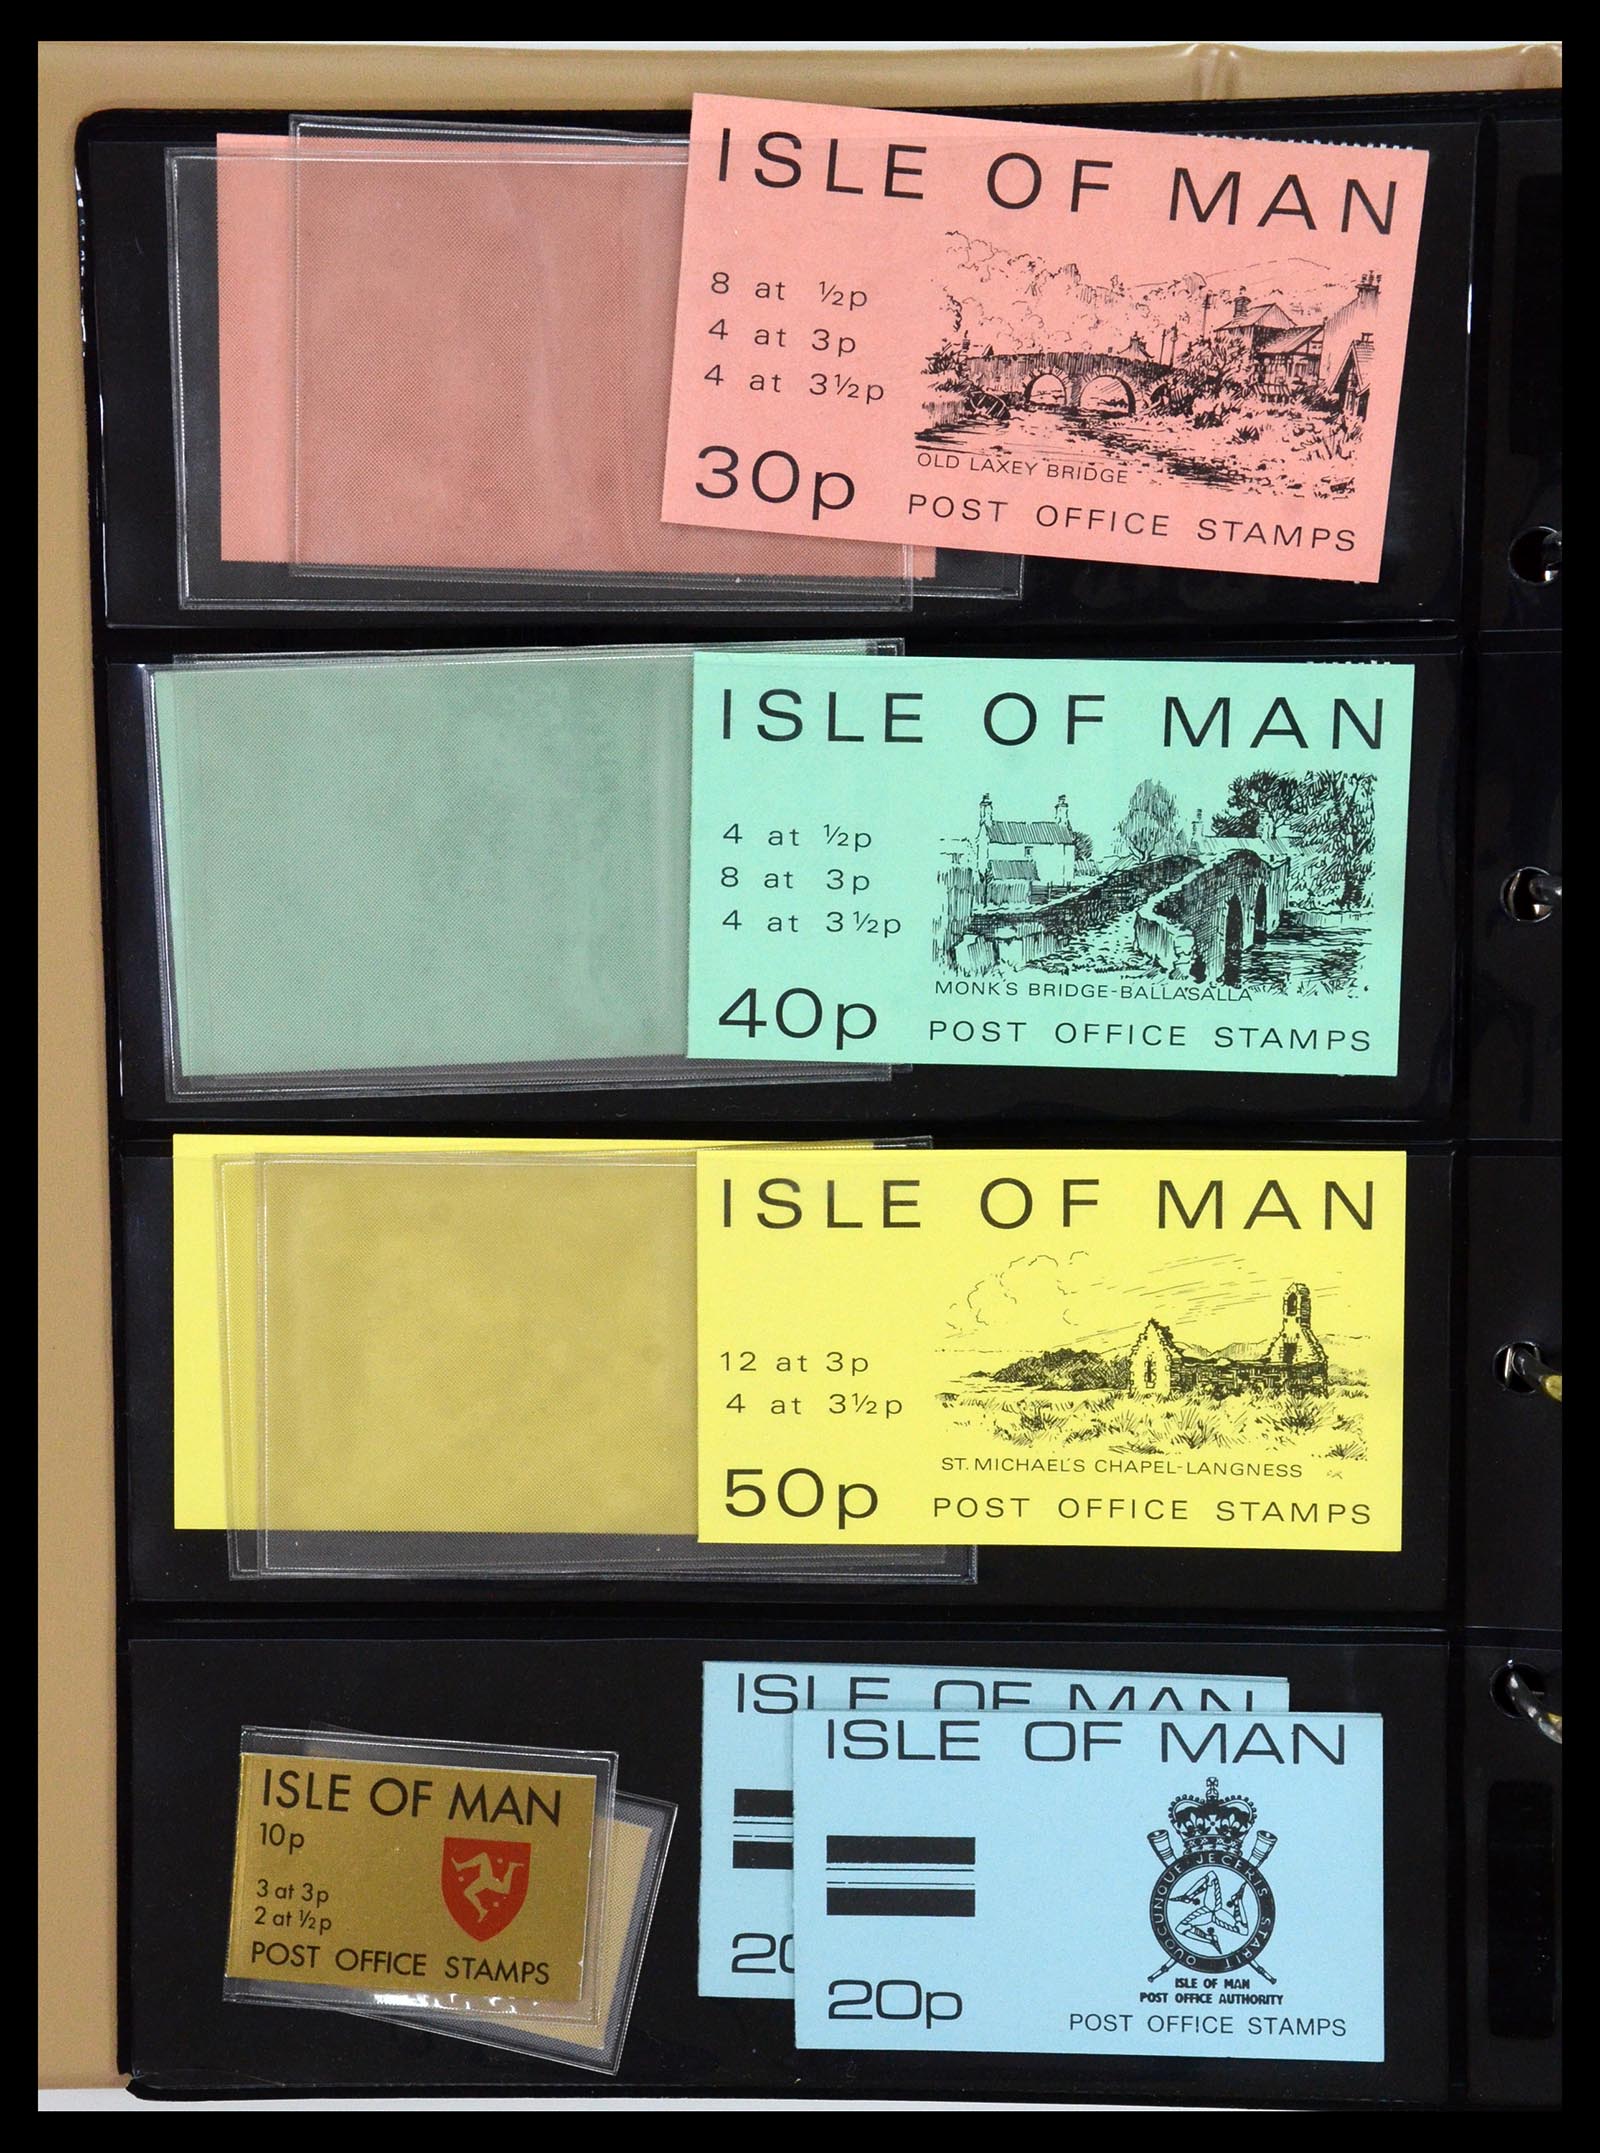 ISLE OF MAN
8 at ½p
4 at 3p
4 at 3½p
30p
OLD LAXEY BRIDGE
POST OFFICE STAMPS
ISLE OF MAN
4 at ½p
8 at 3p
4 at 3½p
40p
MONK'S BRIDGE-BALLASALLA
POST OFFICE STAMPS
ISLE OF MAN
12 at 3p
4 at 3½p
50p
ST. MICHAEL'S CHAPEL-LANGNESS
POST OFFICE STAMPS
ISLE OF MAN
10p
3 at 3p
2 at ½p
POST OFFICE STAMPS
ISLE OF MAN
20
ISLE OF MAN
20p
QUOCUNQUE JECERIS STABIT
ISLE OF MAN
POST OFFICE AUTHORITY
POST OFFICE STAMPS